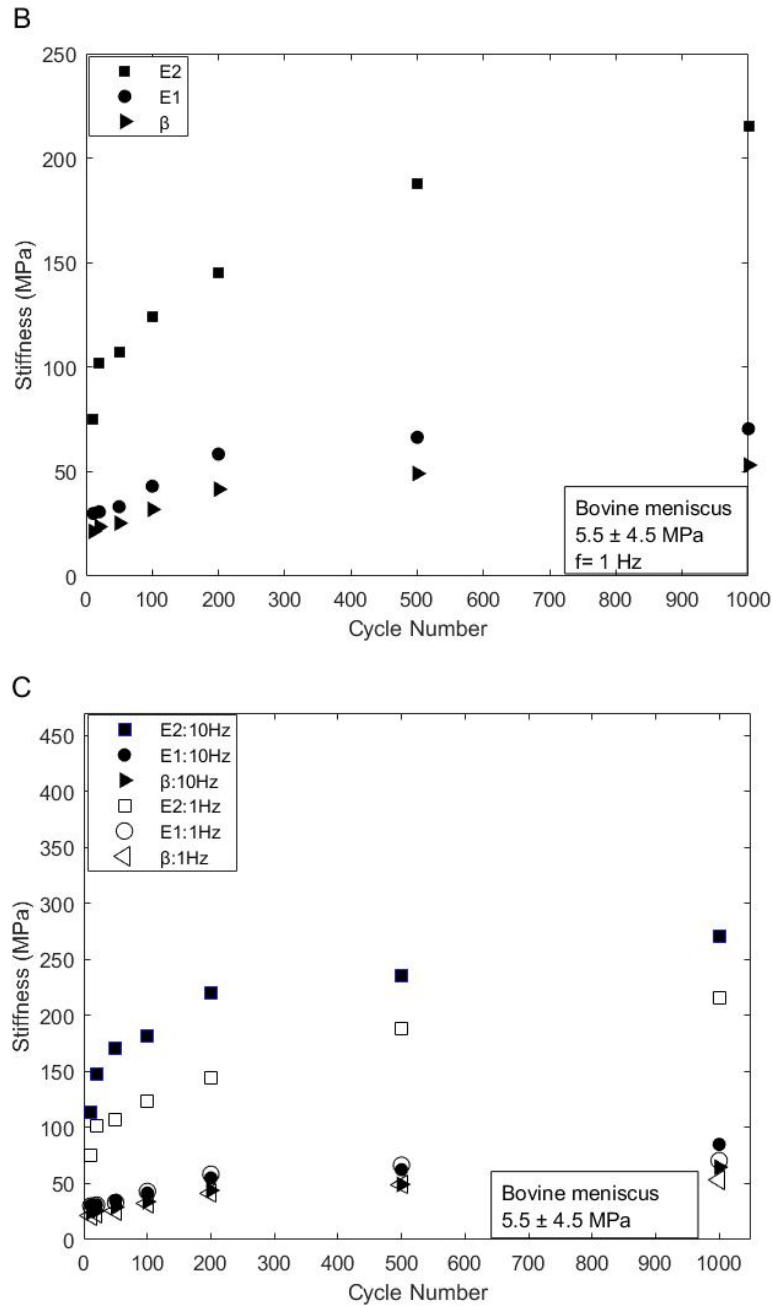 B
250
200
150
100
50
0
Stiffness (MPa)
E2
E1
β
Bovine meniscus
5.5 ± 4.5 MPa
f= 1 Hz
0 100 200 300 400 500 600 700 800 900 1000
Cycle Number
C
450
400
350
300
250
200
150
100
50
0
Stiffness (MPa)
E2:10Hz
E1:10Hz
β:10Hz
E2:1Hz
E1:1Hz
β:1Hz
Bovine meniscus
5.5 ± 4.5 MPa
0 100 200 300 400 500 600 700 800 900 1000
Cycle Number